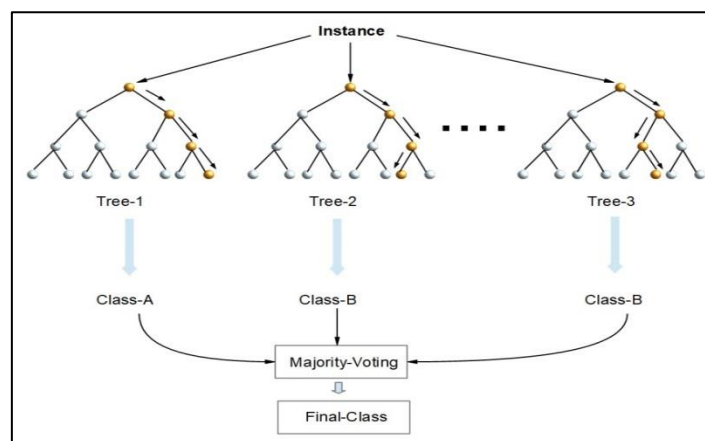 Instance
Tree-1
Tree-2
Tree-3
Class-A
Class-B
Class-B
Majority-Voting
Final-Class